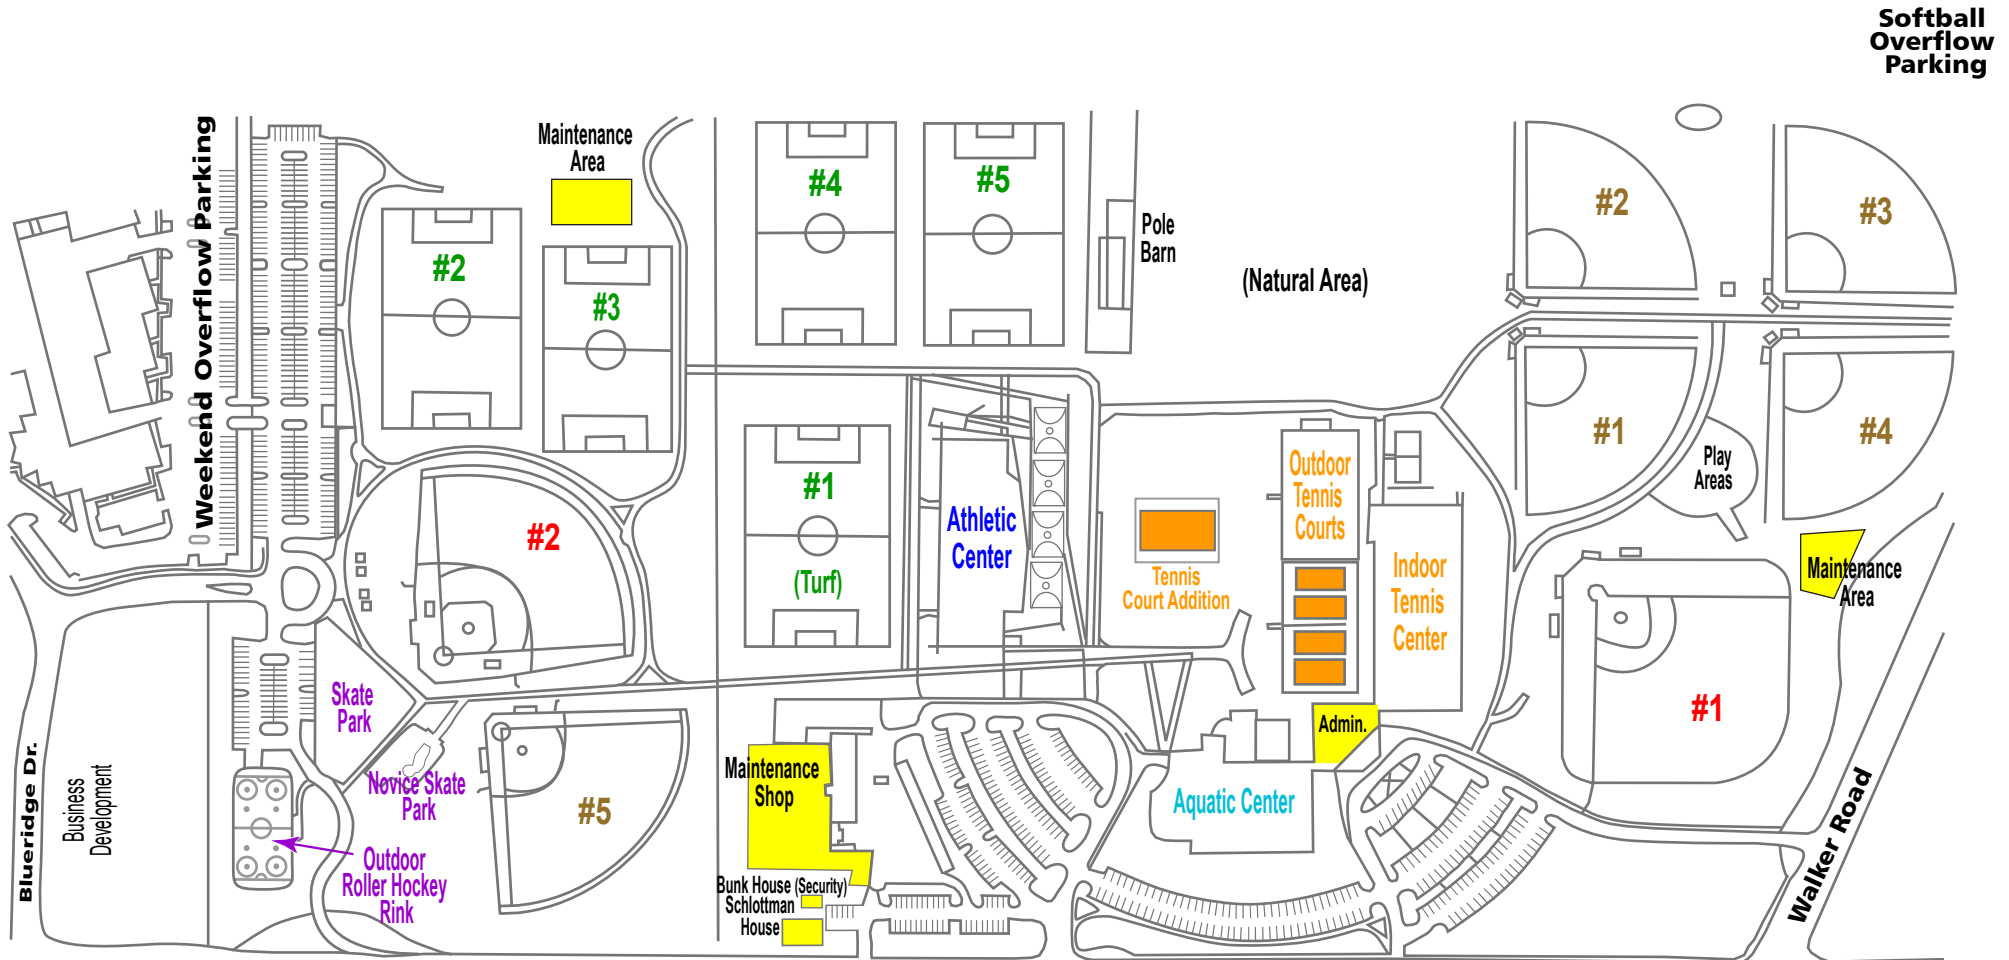 Softball
Overflow
Parking
Weekend Overflow Parking
Maintenance
Area
#2
#3
#4
#5
Pole
Barn
(Natural Area)
#2
#3
#1
#4
Play
Areas
#2
#1
(Turf)
Athletic
Center
Tennis
Court Addition
Outdoor
Tennis
Courts
Indoor
Tennis
Center
Maintenance
Area
#1
Skate
Park
Novice Skate
Park
Outdoor
Roller Hockey
Rink
#5
Blueridge Dr.
Business
Development
Maintenance
Shop
Bunk House (Security)
Schlottman
House
Admin.
Aquatic Center
Walker Road